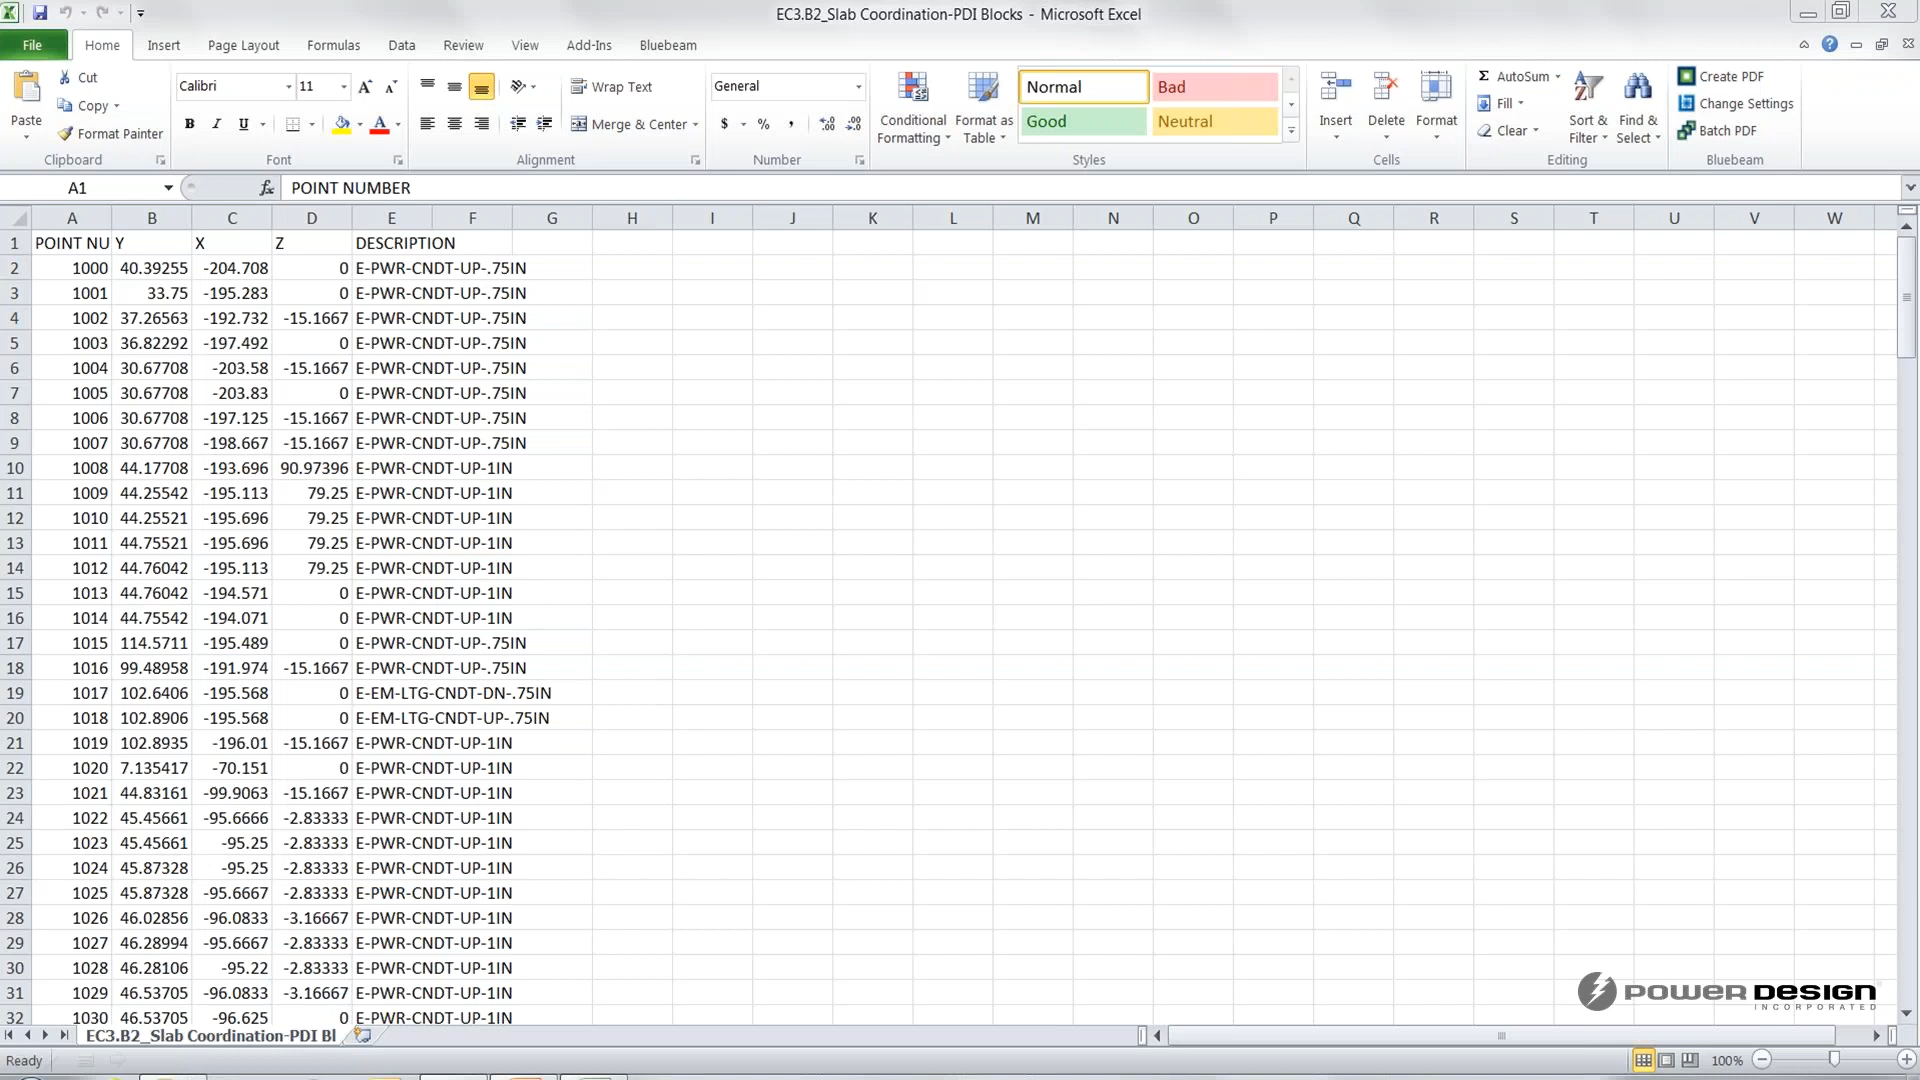 EC3.B2_Slab Coordination-PDI Blocks - Microsoft Excel
File Home Insert Page Layout Formulas Data Review View Add-Ins Bluebeam
Paste Cut Copy Format Painter Clipboard
Calibri 11 B I U Font
Wrap Text Merge & Center Alignment
General $ % , Number
Conditional Formatting Format as Table Normal Bad Good Neutral Styles
Insert Delete Format Cells
AutoSum Fill Clear Sort & Filter Find & Select Editing
Create PDF Change Settings Batch PDF Bluebeam
A1 fx POINT NUMBER
A B C D E F G H I J K L M N O P Q R S T U V W
1 POINT NU Y X Z DESCRIPTION
2 1000 40.39255 -204.708 0 E-PWR-CNDT-UP-.75IN
3 1001 33.75 -195.283 0 E-PWR-CNDT-UP-.75IN
4 1002 37.26563 -192.732 -15.1667 E-PWR-CNDT-UP-.75IN
5 1003 36.82292 -197.492 0 E-PWR-CNDT-UP-.75IN
6 1004 30.67708 -203.58 -15.1667 E-PWR-CNDT-UP-.75IN
7 1005 30.67708 -203.83 0 E-PWR-CNDT-UP-.75IN
8 1006 30.67708 -197.125 -15.1667 E-PWR-CNDT-UP-.75IN
9 1007 30.67708 -198.667 -15.1667 E-PWR-CNDT-UP-.75IN
10 1008 44.17708 -193.696 90.97396 E-PWR-CNDT-UP-1IN
11 1009 44.25542 -195.113 79.25 E-PWR-CNDT-UP-1IN
12 1010 44.25521 -195.696 79.25 E-PWR-CNDT-UP-1IN
13 1011 44.75521 -195.696 79.25 E-PWR-CNDT-UP-1IN
14 1012 44.76042 -195.113 79.25 E-PWR-CNDT-UP-1IN
15 1013 44.76042 -194.571 0 E-PWR-CNDT-UP-1IN
16 1014 44.75542 -194.071 0 E-PWR-CNDT-UP-1IN
17 1015 114.5711 -195.489 0 E-PWR-CNDT-UP-.75IN
18 1016 99.48958 -191.974 -15.1667 E-PWR-CNDT-UP-.75IN
19 1017 102.6406 -195.568 0 E-EM-LTG-CNDT-DN-.75IN
20 1018 102.8906 -195.568 0 E-EM-LTG-CNDT-UP-.75IN
21 1019 102.8935 -196.01 -15.1667 E-PWR-CNDT-UP-1IN
22 1020 7.135417 -70.151 0 E-PWR-CNDT-UP-1IN
23 1021 44.83161 -99.9063 -15.1667 E-PWR-CNDT-UP-1IN
24 1022 45.45661 -95.6666 -2.83333 E-PWR-CNDT-UP-1IN
25 1023 45.45661 -95.25 -2.83333 E-PWR-CNDT-UP-1IN
26 1024 45.87328 -95.25 -2.83333 E-PWR-CNDT-UP-1IN
27 1025 45.87328 -95.6667 -2.83333 E-PWR-CNDT-UP-1IN
28 1026 46.02856 -96.0833 -3.16667 E-PWR-CNDT-UP-1IN
29 1027 46.28994 -95.6667 -2.83333 E-PWR-CNDT-UP-1IN
30 1028 46.28106 -95.22 -2.83333 E-PWR-CNDT-UP-1IN
31 1029 46.53705 -96.0833 -3.16667 E-PWR-CNDT-UP-1IN
32 1030 46.53705 -96.625 0 E-PWR-CNDT-UP-1IN
POWER DESIGN
INCORPORATED
EC3.B2_Slab Coordination-PDI Bl
Ready 100%